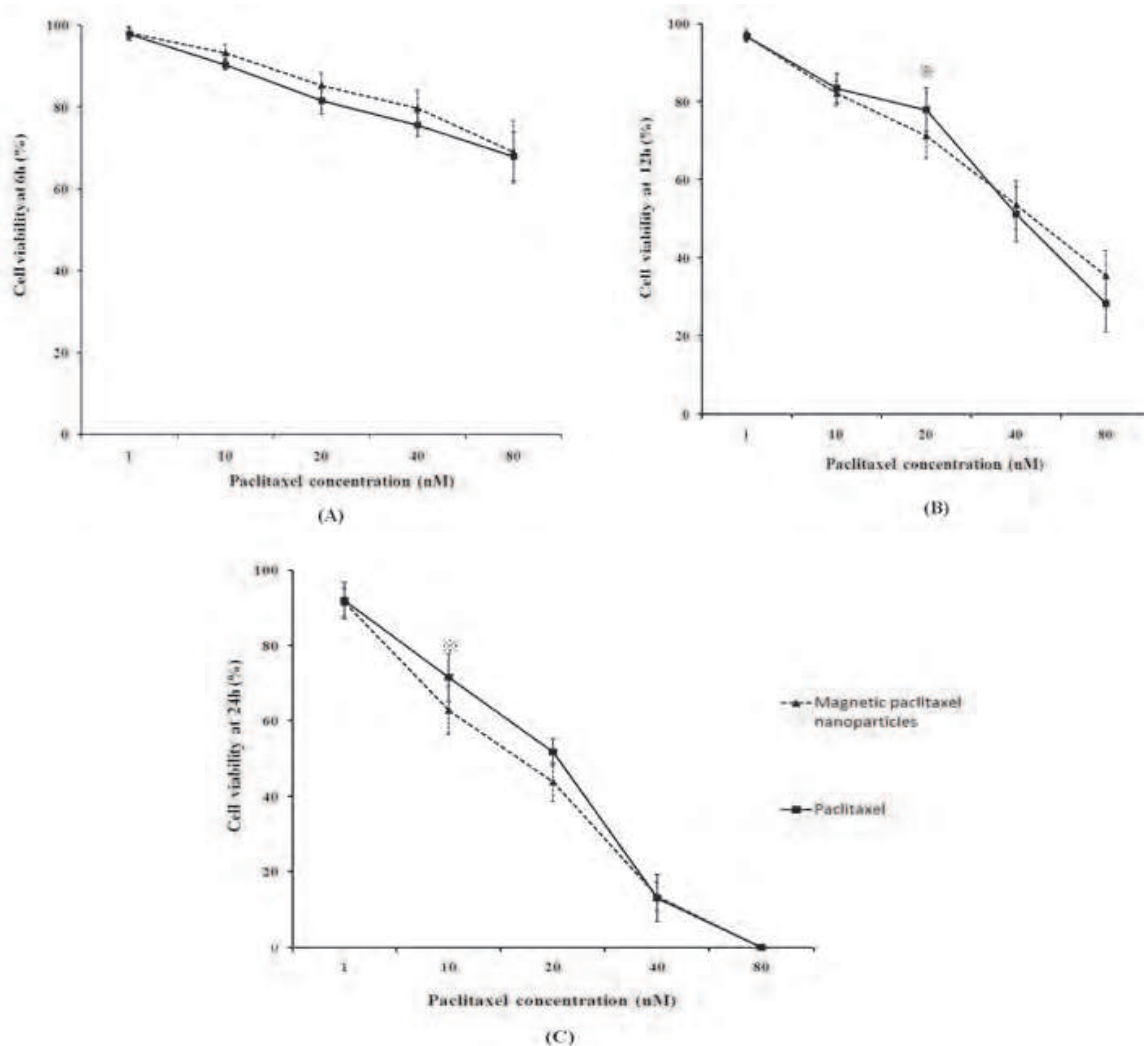 100
80
60
40
20
0
Cell viability at 6h (%)
1 10 20 40 80
Paclitaxel concentration (nM)
(A)
100
80
60
40
20
0
Cell viability at 12h (%)
*
1 10 20 40 80
Paclitaxel concentration (nM)
(B)
100
80
60
40
20
0
Cell viability at 24h (%)
1 10 20 40 80
Paclitaxel concentration (nM)
(C)
Magnetic paclitaxel
nanoparticles
Paclitaxel